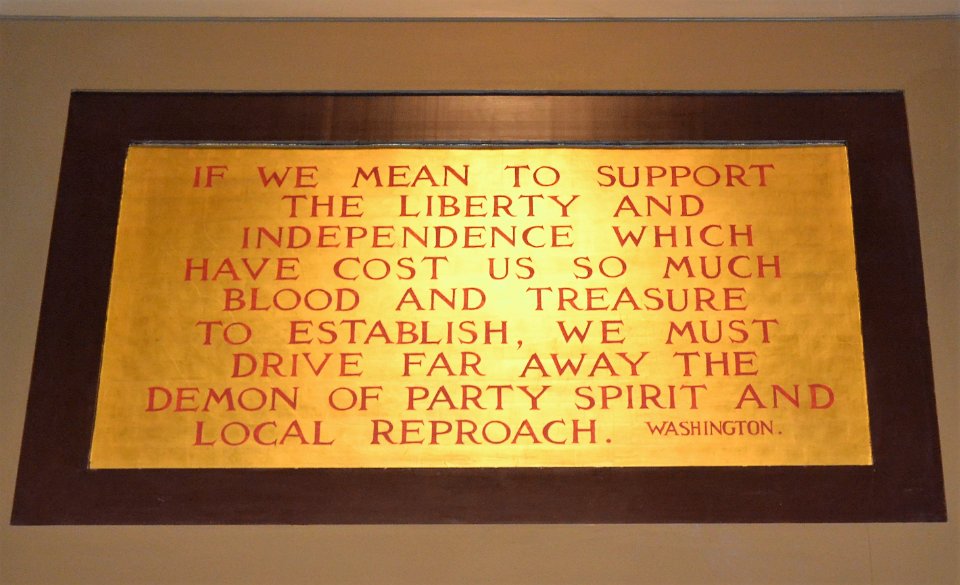 IF WE MEAN TO SUPPORT
THE LIBERTY AND
INDEPENDENCE WHICH
HAVE COST US SO MUCH
BLOOD AND TREASURE
TO ESTABLISH, WE MUST
DRIVE FAR AWAY THE
DEMON OF PARTY SPIRIT AND
LOCAL REPROACH. WASHINGTON.